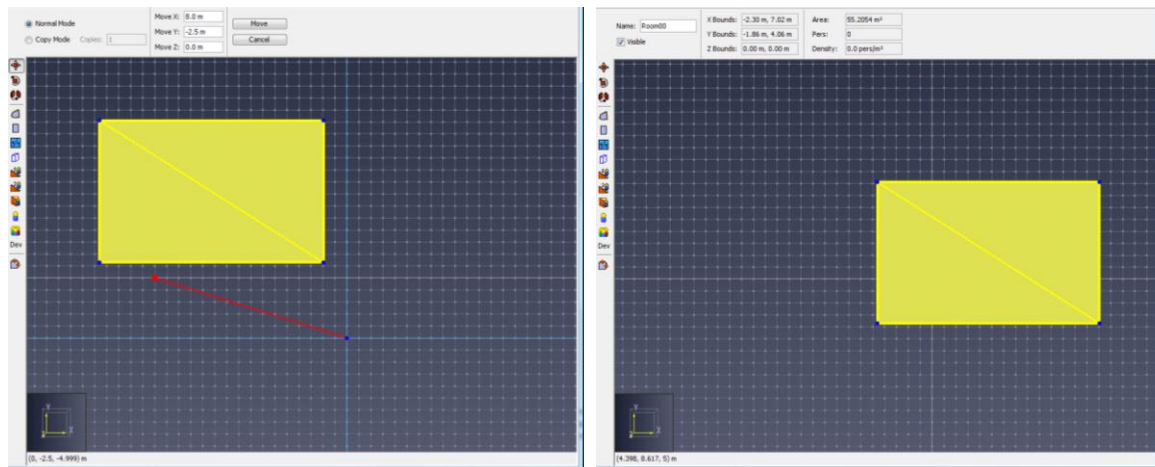 Normal Mode
Copy Mode Copies: 1
Move X: 8.0 m
Move Y: -2.5 m
Move Z: 0.0 m
Move
Cancel
Dev
Y
X
(0, -2.5, -4.999) m
Name: Room00
Visible
X Bounds: -2.30 m, 7.02 m
Y Bounds: -1.86 m, 4.06 m
Z Bounds: 0.00 m, 0.00 m
Area: 55.2054 m²
Pers: 0
Density: 0.0 pers/m²
Dev
Y
X
(4.398, 8.617, 5) m